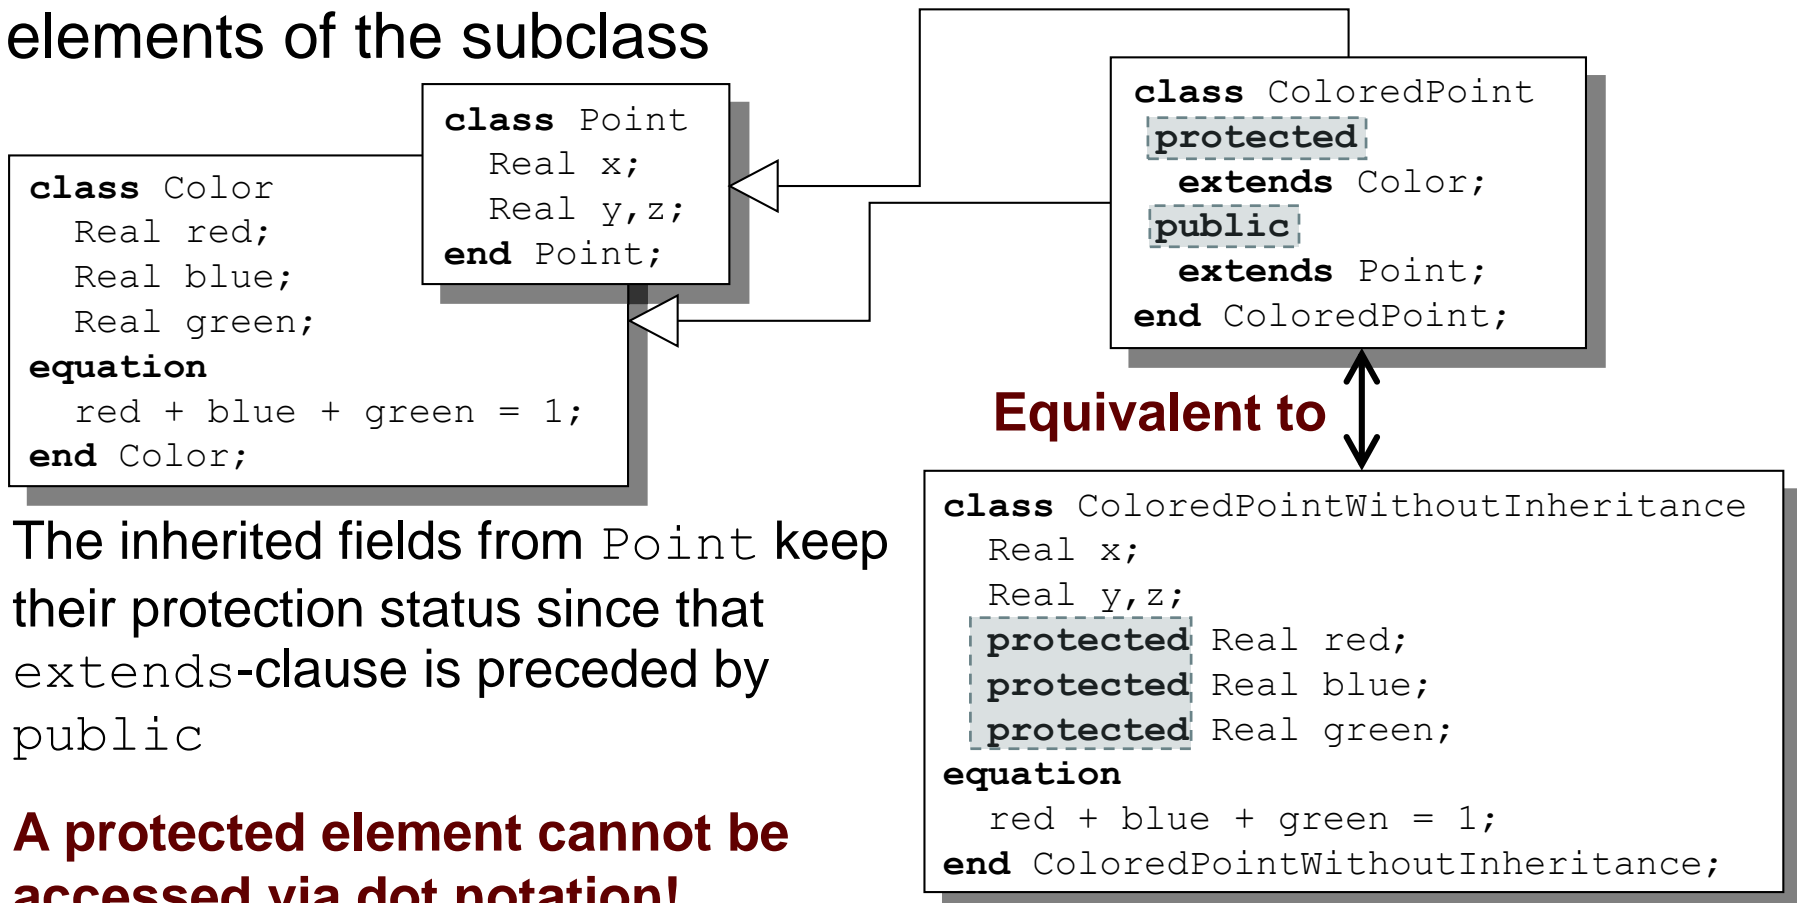 elements of the subclass
class Point
  Real x;
  Real y,z;
end Point;
class Color
  Real red;
  Real blue;
  Real green;
equation
  red + blue + green = 1;
end Color;
class ColoredPoint
protected
  extends Color;
public
  extends Point;
end ColoredPoint;
Equivalent to
class ColoredPointWithoutInheritance
  Real x;
  Real y,z;
  protected Real red;
  protected Real blue;
  protected Real green;
equation
  red + blue + green = 1;
end ColoredPointWithoutInheritance;
The inherited fields from Point keep
their protection status since that
extends-clause is preceded by
public
A protected element cannot be
accessed via dot notation!